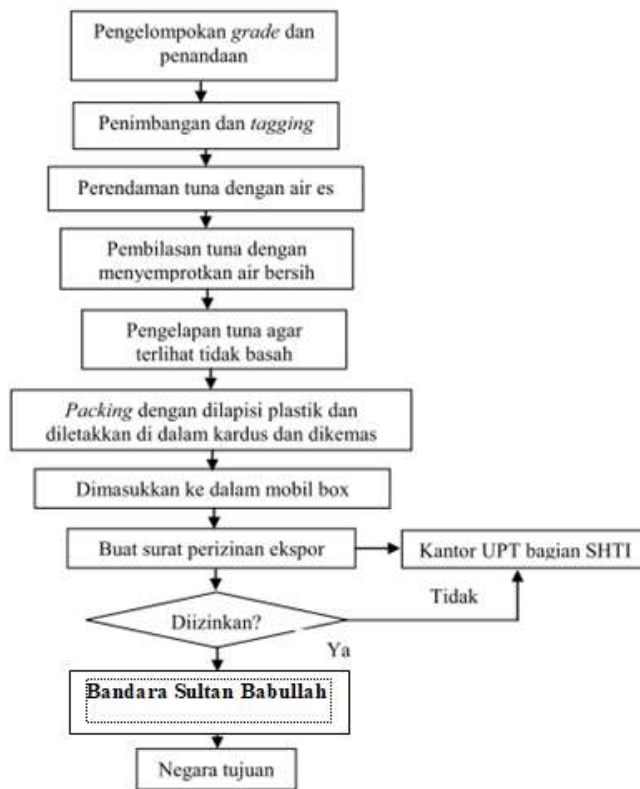 Pengelompokan grade dan
penandaan
Penimbangan dan tagging
Perendaman tuna dengan air es
Pembilasan tuna dengan
menyemprotkan air bersih
Pengelapan tuna agar
terlihat tidak basah
Packing dengan dilapisi plastik dan
diletakkan di dalam kardus dan dikemas
Dimasukkan ke dalam mobil box
Buat surat perizinan ekspor
Kantor UPT bagian SHTI
Tidak
Diizinkan?
Ya
Bandara Sultan Babullah
Negara tujuan